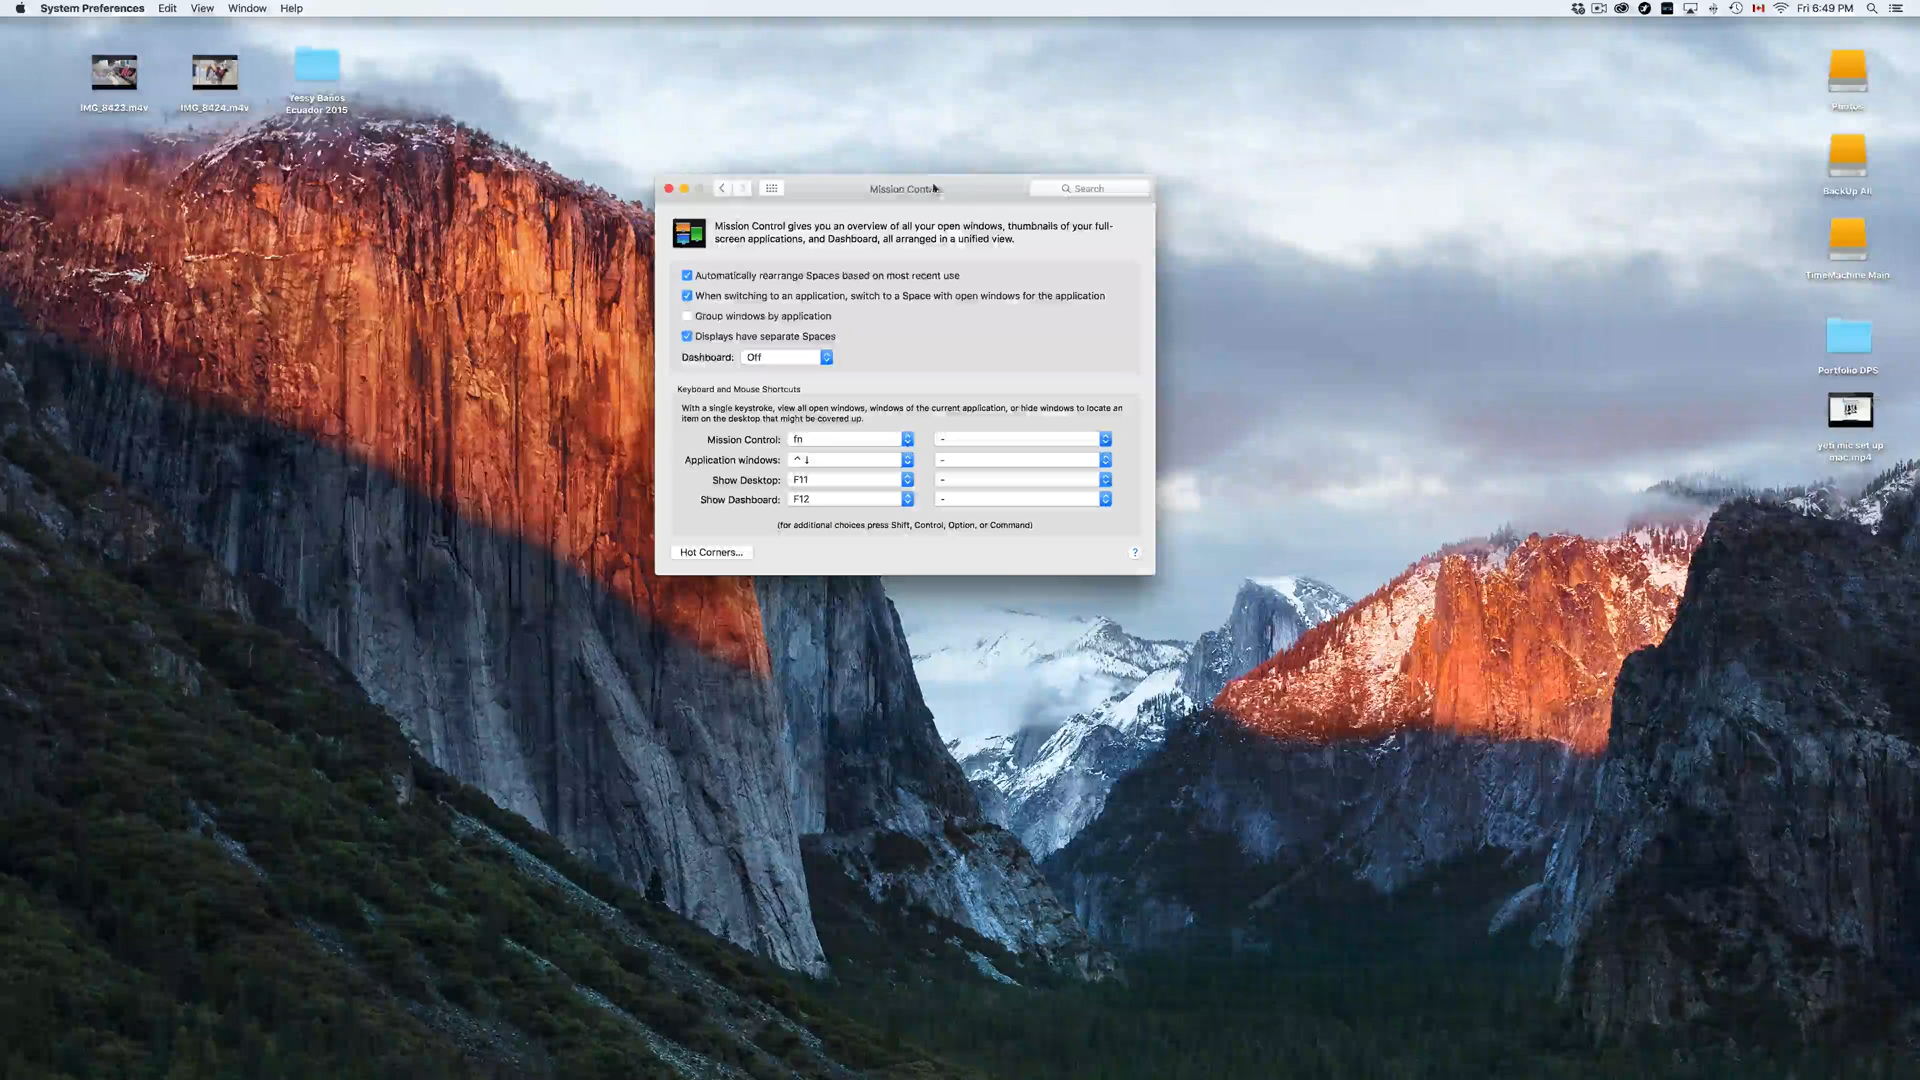 System Preferences Edit View Window Help
Fri 6:49 PM
IMG_8423.m4v
IMG_8424.m4v
Yessy Baños
Ecuador 2015
Photos
BackUp All
TimeMachine Main
Portfolio DPS
yeti mic set up
mac.mp4
Mission Control
Search
Mission Control gives you an overview of all your open windows, thumbnails of your full-
screen applications, and Dashboard, all arranged in a unified view.
Automatically rearrange Spaces based on most recent use
When switching to an application, switch to a Space with open windows for the application
Group windows by application
Displays have separate Spaces
Dashboard: Off
Keyboard and Mouse Shortcuts
With a single keystroke, view all open windows, windows of the current application, or hide windows to locate an
item on the desktop that might be covered up.
Mission Control: fn -
Application windows: ^ ↓ -
Show Desktop: F11 -
Show Dashboard: F12 -
(for additional choices press Shift, Control, Option, or Command)
Hot Corners... ?